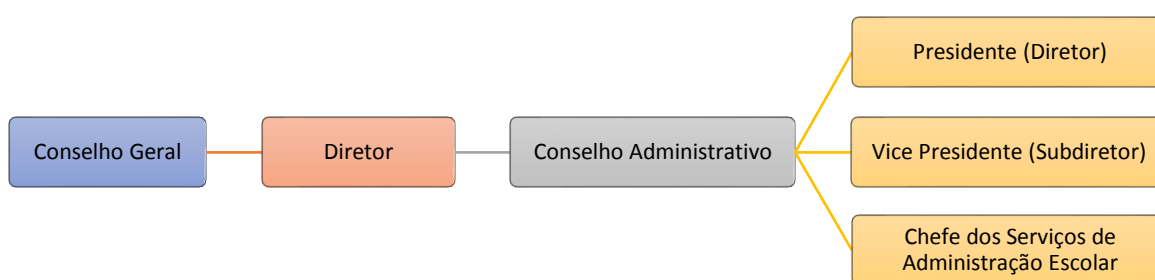 Conselho Geral
Diretor
Conselho Administrativo
Presidente (Diretor)
Vice Presidente (Subdiretor)
Chefe dos Serviços de
Administração Escolar